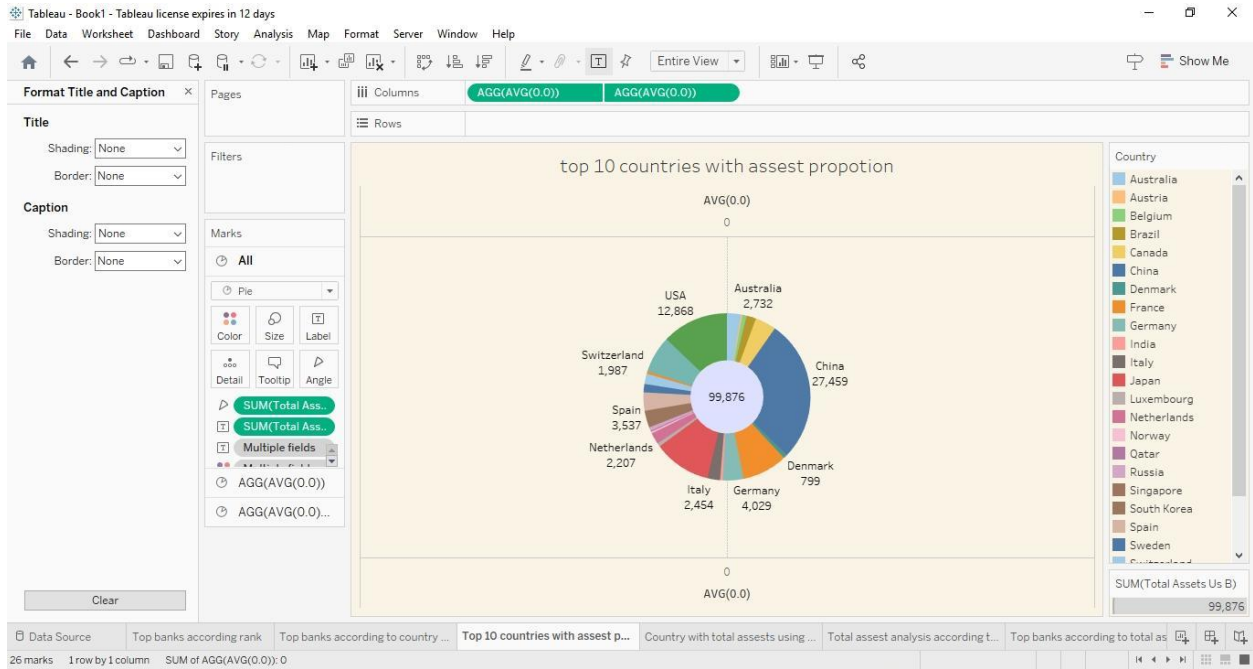 Tableau - Book1 - Tableau license expires in 12 days
File Data Worksheet Dashboard Story Analysis Map Format Server Window Help
Entire View
Show Me
Format Title and Caption ×
Title
Shading: None
Border: None
Caption
Shading: None
Border: None
Clear
Pages
Filters
Marks
All
Pie
Color Size Label
Detail Tooltip Angle
SUM(Total Ass..
SUM(Total Ass..
Multiple fields
AGG(AVG(0.0))
AGG(AVG(0.0)...
Columns AGG(AVG(0.0)) AGG(AVG(0.0))
Rows
top 10 countries with assest propotion
AVG(0.0)
0
USA
12,868
Australia
2,732
Switzerland
1,987
China
27,459
99,876
Spain
3,537
Netherlands
2,207
Denmark
799
Italy
2,454
Germany
4,029
0
AVG(0.0)
Country
Australia
Austria
Belgium
Brazil
Canada
China
Denmark
France
Germany
India
Italy
Japan
Luxembourg
Netherlands
Norway
Qatar
Russia
Singapore
South Korea
Spain
Sweden
SUM(Total Assets Us B)
99,876
Data Source Top banks according rank Top banks according to country ... Top 10 countries with assest p... Country with total assests using ... Total assest analysis according t... Top banks according to total as
26 marks 1 row by 1 column SUM of AGG(AVG(0.0)): 0